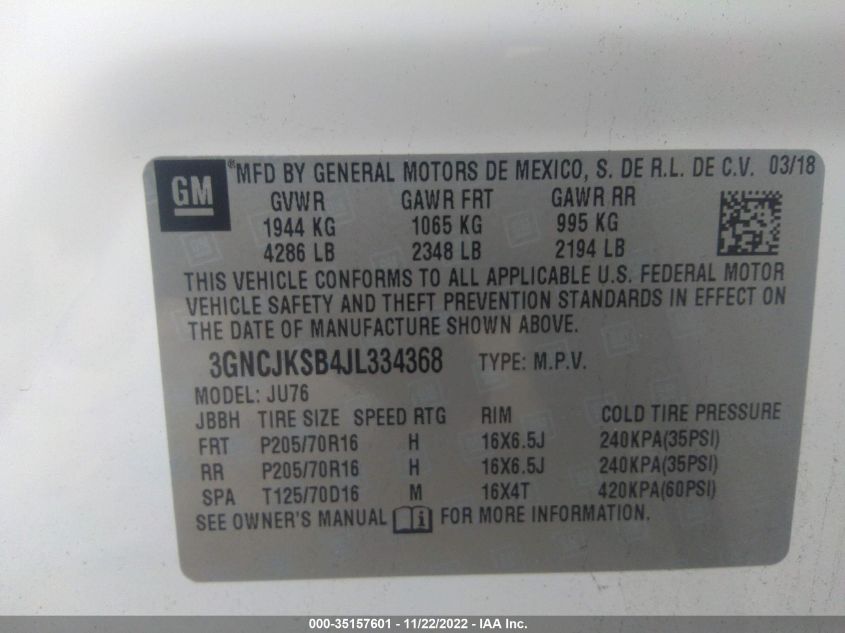 GM ® MFD BY GENERAL MOTORS DE MEXICO, S. DE R.L. DE C.V. 03/18
GVWR GAWR FRT GAWR RR
1944 KG 1065 KG 995 KG
4286 LB 2348 LB 2194 LB
THIS VEHICLE CONFORMS TO ALL APPLICABLE U.S. FEDERAL MOTOR
VEHICLE SAFETY AND THEFT PREVENTION STANDARDS IN EFFECT ON
THE DATE OF MANUFACTURE SHOWN ABOVE.
3GNCJKSB4JL334368 TYPE: M.P.V.
MODEL: JU76
JBBH TIRE SIZE SPEED RTG RIM COLD TIRE PRESSURE
FRT P205/70R16 H 16X6.5J 240KPA(35PSI)
RR P205/70R16 H 16X6.5J 240KPA(35PSI)
SPA T125/70D16 M 16X4T 420KPA(60PSI)
SEE OWNER'S MANUAL i FOR MORE INFORMATION.
000-35157601 - 11/22/2022 - IAA Inc.